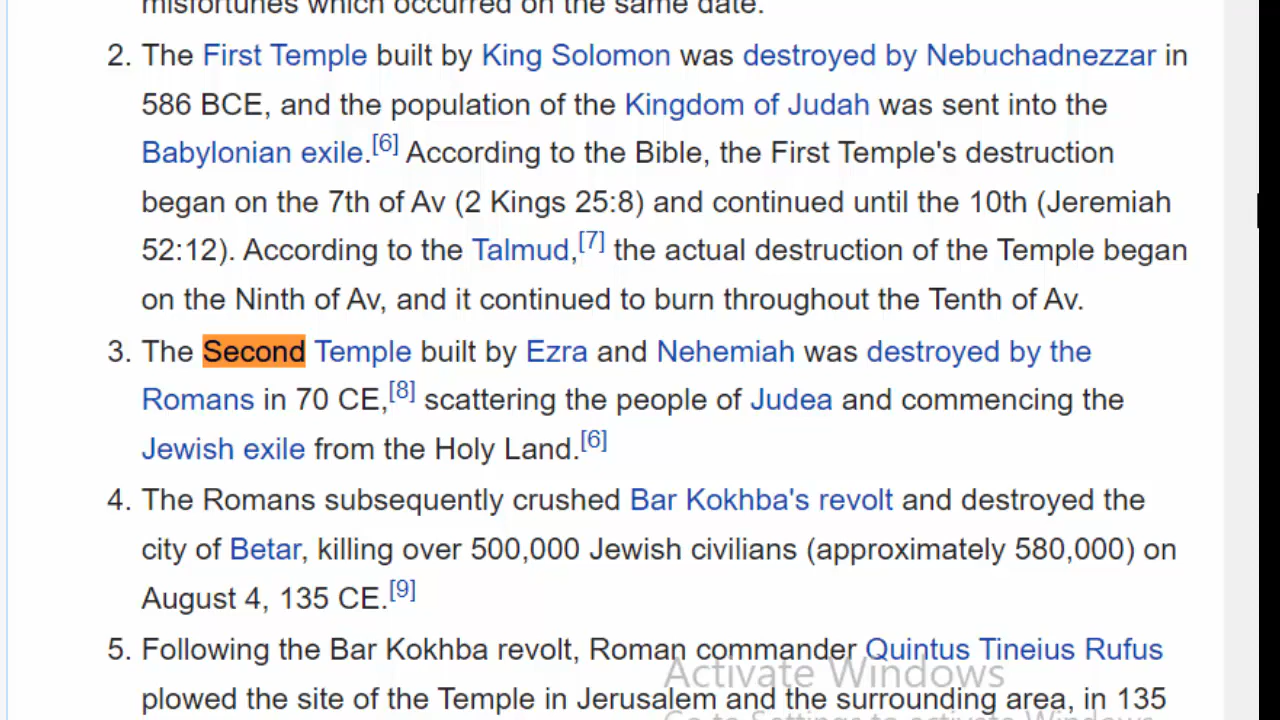 misfortunes which occurred on the same date.
2. The First Temple built by King Solomon was destroyed by Nebuchadnezzar in
586 BCE, and the population of the Kingdom of Judah was sent into the
Babylonian exile.[6] According to the Bible, the First Temple's destruction
began on the 7th of Av (2 Kings 25:8) and continued until the 10th (Jeremiah
52:12). According to the Talmud,[7] the actual destruction of the Temple began
on the Ninth of Av, and it continued to burn throughout the Tenth of Av.
3. The Second Temple built by Ezra and Nehemiah was destroyed by the
Romans in 70 CE,[8] scattering the people of Judea and commencing the
Jewish exile from the Holy Land.[6]
4. The Romans subsequently crushed Bar Kokhba's revolt and destroyed the
city of Betar, killing over 500,000 Jewish civilians (approximately 580,000) on
August 4, 135 CE.[9]
5. Following the Bar Kokhba revolt, Roman commander Quintus Tineius Rufus
Activate Windows
plowed the site of the Temple in Jerusalem and the surrounding area, in 135
Go to Settings to activate Windows.